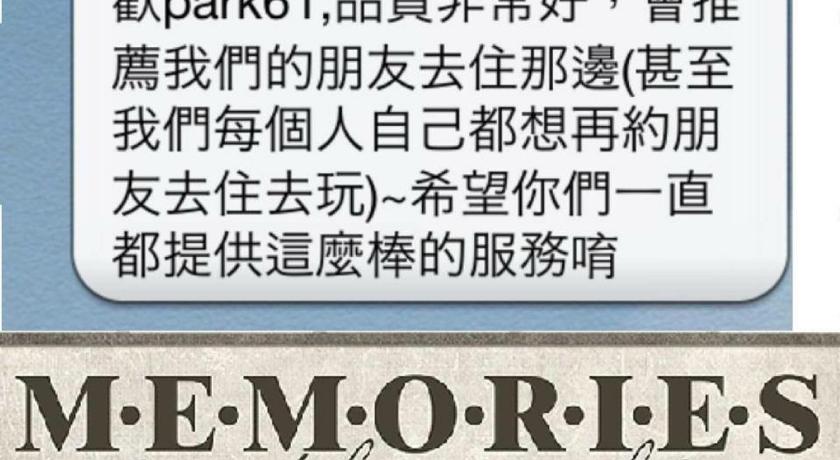 歡park61,品質非常好，會推
薦我們的朋友去住那邊(甚至
我們每個人自己都想再約朋
友去住去玩)~希望你們一直
都提供這麼棒的服務唷
M·E·M·O·R·I·E·S